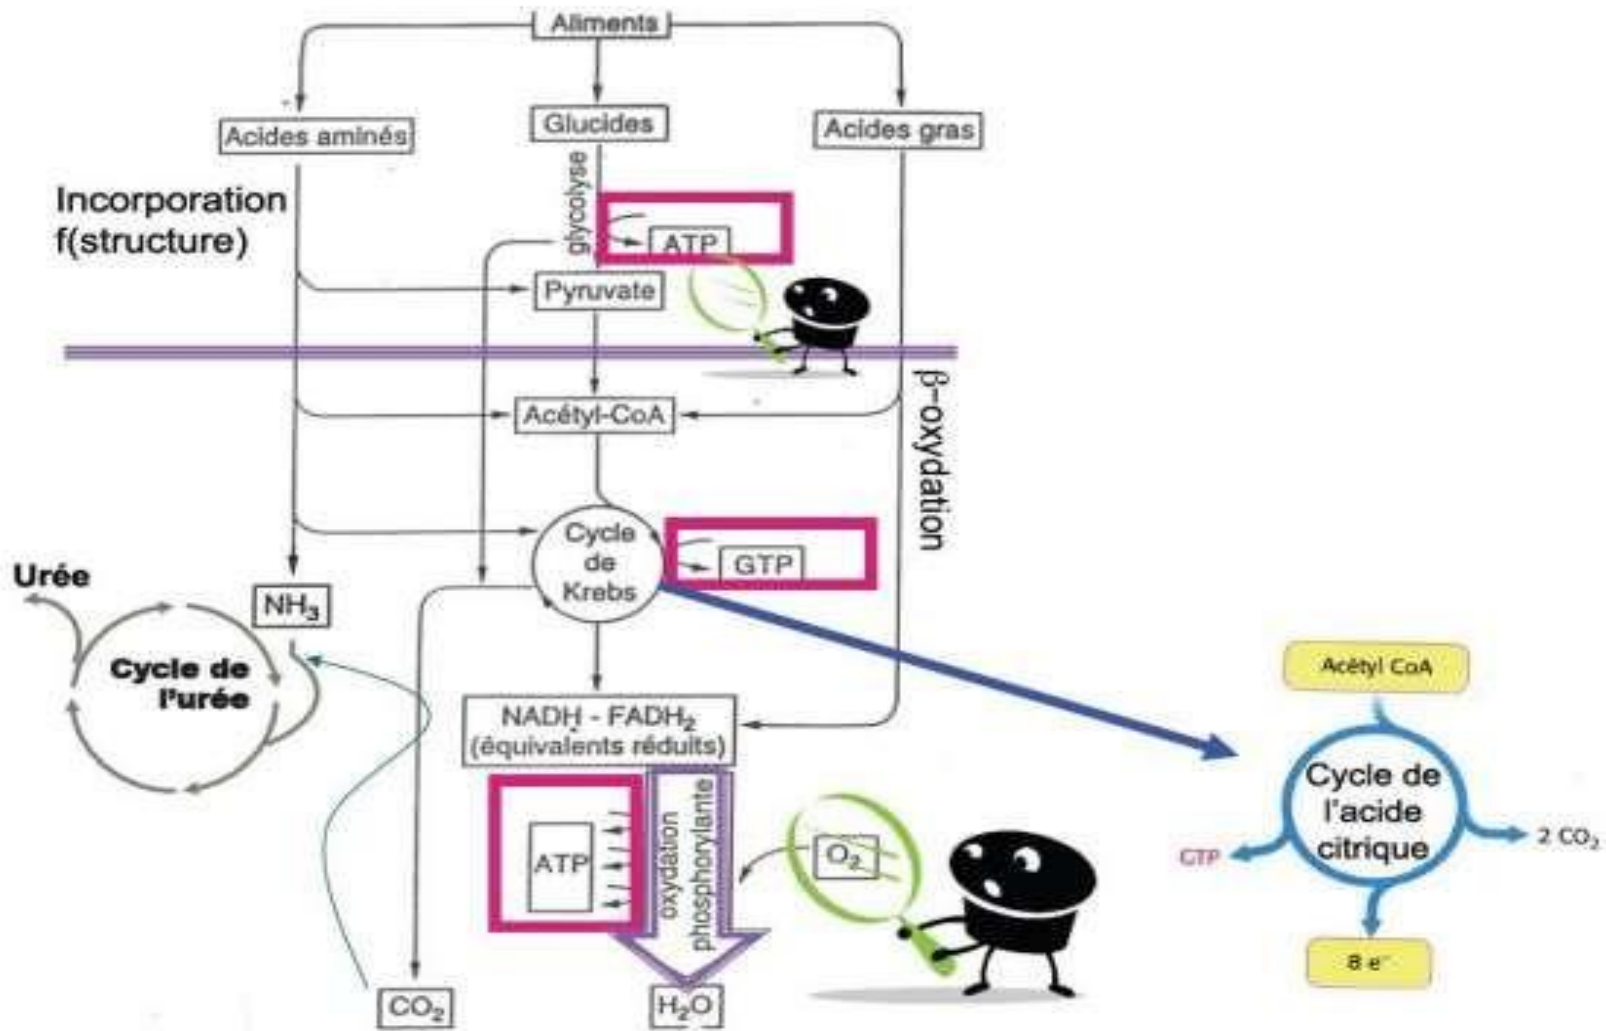 Aliments
Acides aminés
Glucides
Acides gras
Incorporation
f(structure)
glycolyse
ATP
Pyruvate
Acétyl-CoA
β-oxydation
Cycle
de
Krebs
GTP
Urée
NH₃
Cycle de
l'urée
NADH - FADH₂
(équivalents réduits)
ATP
oxydation
phosphorylante
O₂
CO₂
H₂O
Acétyl CoA
Cycle de
l'acide
citrique
GTP
2 CO₂
8 e⁻